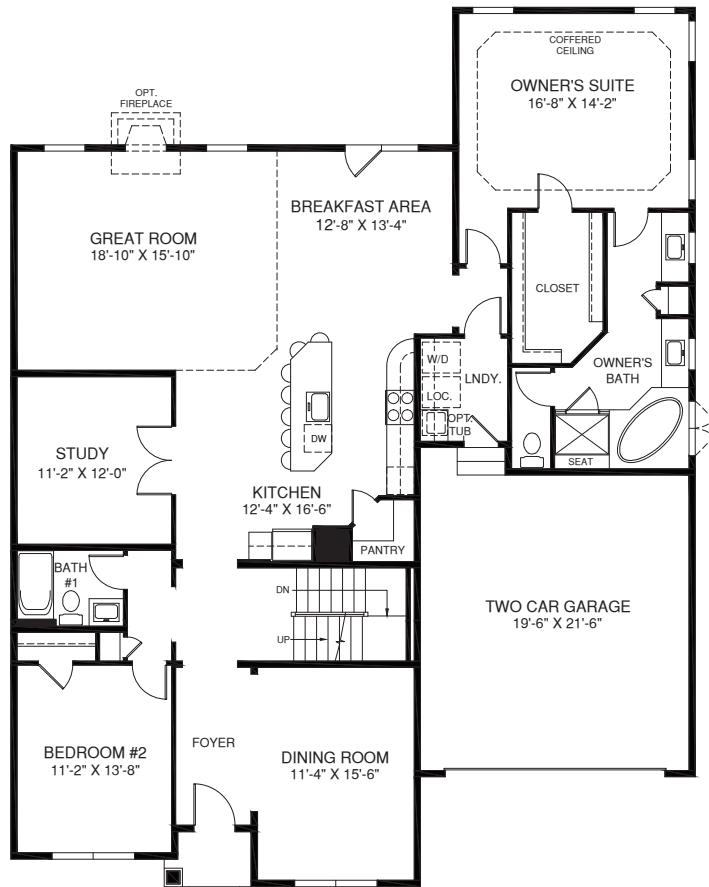 COFFERED
CEILING
OWNER'S SUITE
16'-8" X 14'-2"
OPT.
FIREPLACE
BREAKFAST AREA
12'-8" X 13'-4"
GREAT ROOM
18'-10" X 15'-10"
CLOSET
W/D
LNDY.
LOC.
OPT.
TUB
OWNER'S
BATH
SEAT
DW
STUDY
11'-2" X 12'-0"
KITCHEN
12'-4" X 16'-6"
PANTRY
BATH
#1
DN
UP
TWO CAR GARAGE
19'-6" X 21'-6"
FOYER
BEDROOM #2
11'-2" X 13'-8"
DINING ROOM
11'-4" X 15'-6"